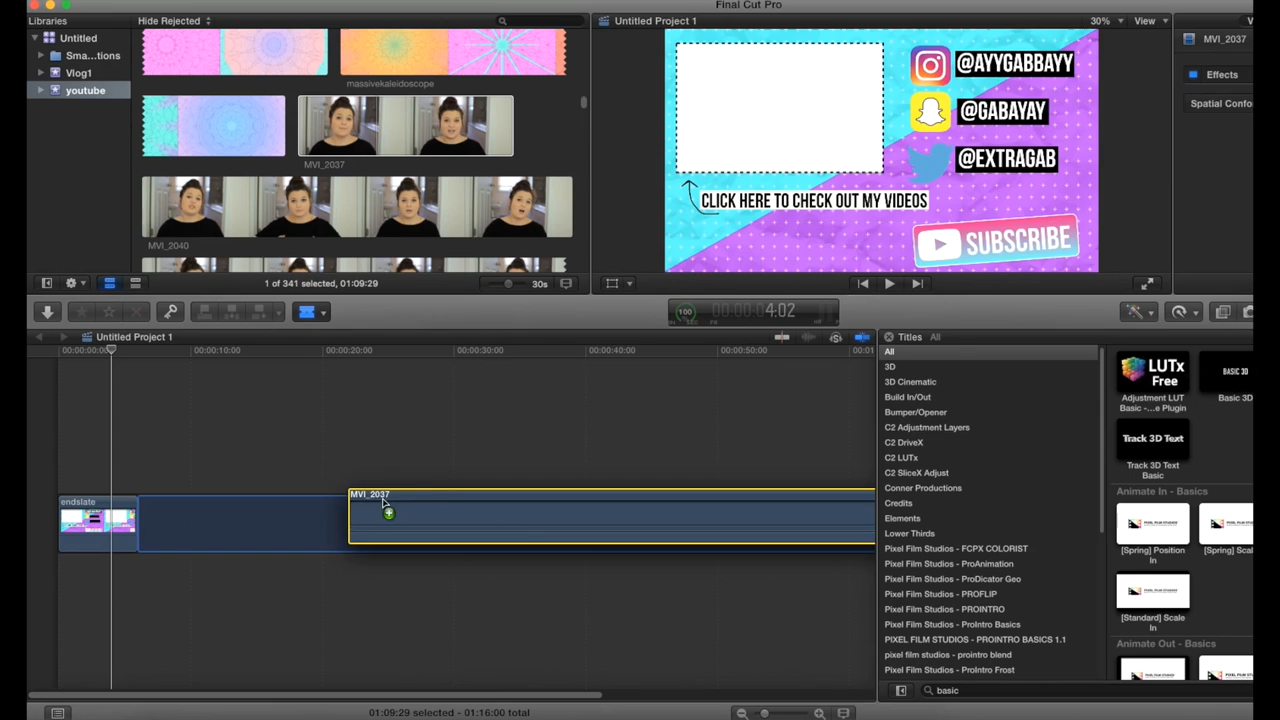 Final Cut Pro
Libraries
Hide Rejected
Untitled Project 1
30%
View
Untitled
Sma...tions
Vlog1
youtube
massivekaleidoscope
MVI_2037
MVI_2040
1 of 341 selected, 01:09:29
30s
@AYYGABBAYY
@GABAYAY
@EXTRAGAB
CLICK HERE TO CHECK OUT MY VIDEOS
SUBSCRIBE
MVI_2037
Effects
Spatial Confo
100
00:00:04:02
Untitled Project 1
00:00:00:00
00:00:10:00
00:00:20:00
00:00:30:00
00:00:40:00
00:00:50:00
00:01
endslate
MVI_2037
Titles
All
All
3D
3D Cinematic
Build In/Out
Bumper/Opener
C2 Adjustment Layers
C2 DriveX
C2 LUTx
C2 SliceX Adjust
Conner Productions
Credits
Elements
Lower Thirds
Pixel Film Studios - FCPX COLORIST
Pixel Film Studios - ProAnimation
Pixel Film Studios - ProDicator Geo
Pixel Film Studios - PROFLIP
Pixel Film Studios - PROINTRO
Pixel Film Studios - ProIntro Basics
PIXEL FILM STUDIOS - PROINTRO BASICS 1.1
pixel film studios - prointro blend
Pixel Film Studios - ProIntro Frost
LUTx
Free
Adjustment LUT
Basic -...e Plugin
BASIC 3D
Basic 3D
Track 3D Text
Track 3D Text
Basic
Animate In - Basics
[Spring] Position
In
[Spring] Scal
[Standard] Scale
In
Animate Out - Basics
basic
01:09:29 selected - 01:16:00 total